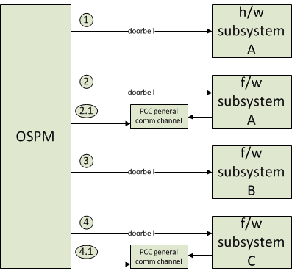 1
doorbell
h/w
subsystem
A
2
doorbell
f/w
subsystem
A
2.1
PCC general
comm channel
OSPM
3
doorbell
f/w
subsystem
B
4
doorbell
f/w
subsystem
C
4.1
PCC general
comm channel